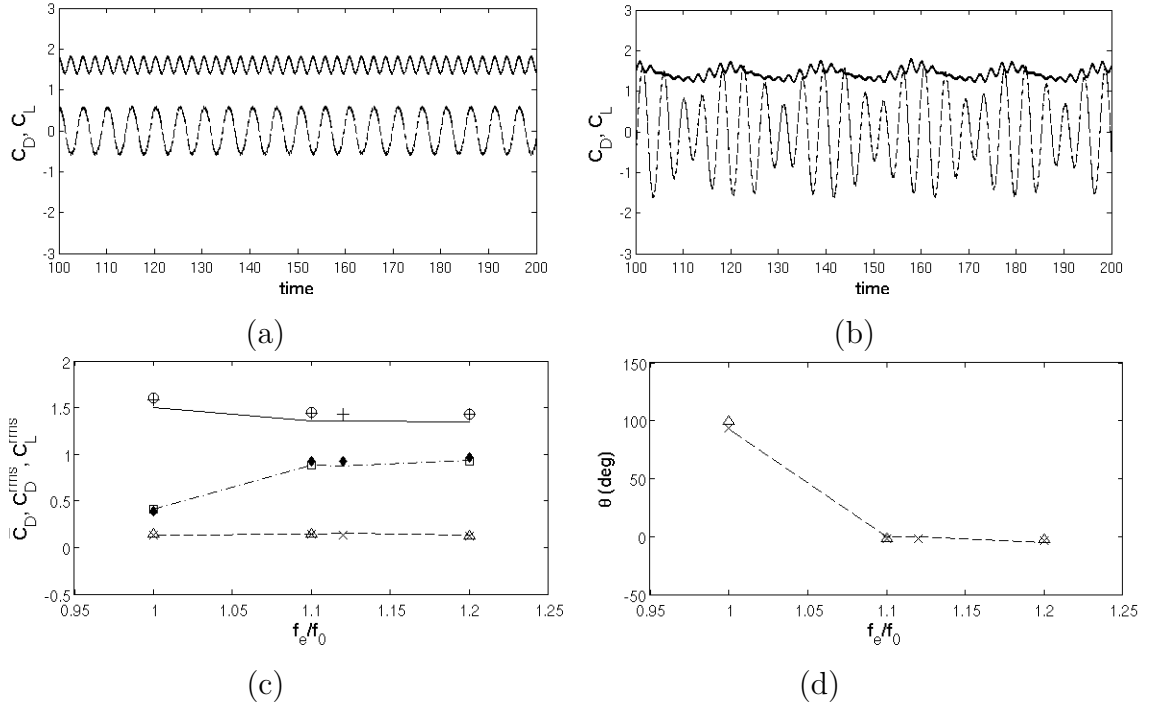 3
2
1
0
-1
-2
-3
C_D, C_L
100 110 120 130 140 150 160 170 180 190 200
time
(a)
3
2
1
0
-1
-2
-3
C_D, C_L
100 110 120 130 140 150 160 170 180 190 200
time
(b)
2
1.5
1
0.5
0
-0.5
C̄_D, C_D^rms, C_L^rms
0.95 1 1.05 1.1 1.15 1.2 1.25
f_e/f_0
(c)
150
100
50
0
-50
θ (deg)
0.95 1 1.05 1.1 1.15 1.2 1.25
f_e/f_0
(d)